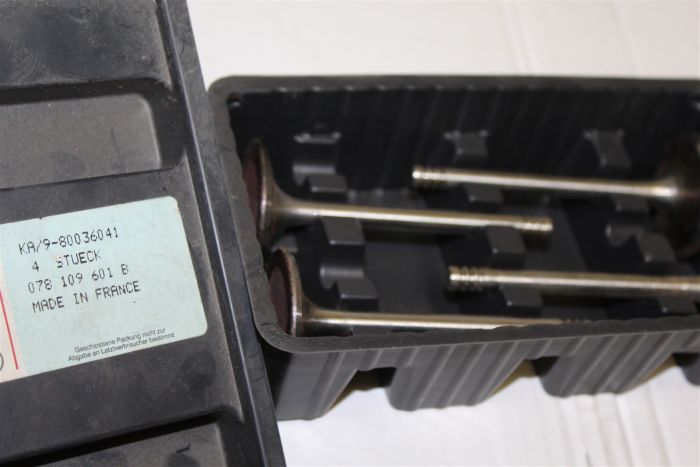 KA/9-80036041
4 STUECK
078 109 601 B
MADE IN FRANCE
Geschlossene Packung nicht zur
Abgabe an Letztverbraucher bestimmt.